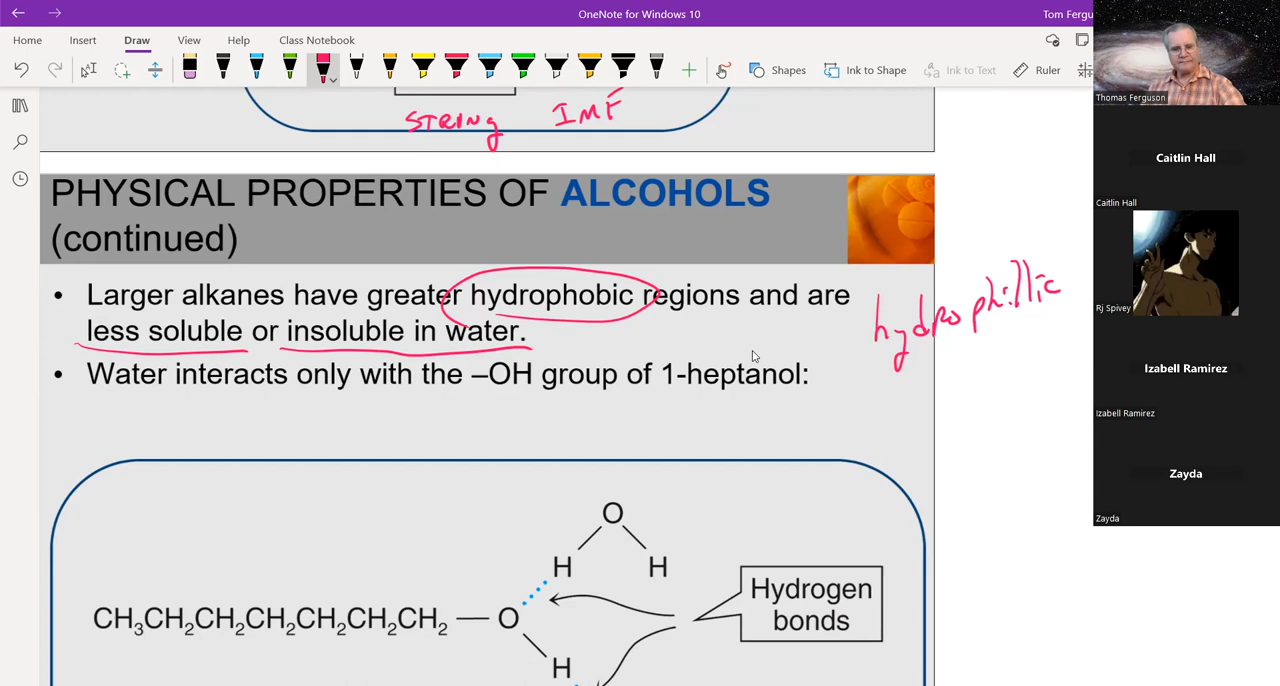 OneNote for Windows 10
Tom Fergu
Home
Insert
Draw
View
Help
Class Notebook
Shapes
Ink to Shape
Ink to Text
Ruler
STRING
IMF
PHYSICAL PROPERTIES OF ALCOHOLS
(continued)
• Larger alkanes have greater hydrophobic regions and are
less soluble or insoluble in water.
hydrophillic
• Water interacts only with the –OH group of 1-heptanol:
O
H
H
Hydrogen
bonds
CH₃CH₂CH₂CH₂CH₂CH₂CH₂—O
H
Thomas Ferguson
Caitlin Hall
Caitlin Hall
Rj Spivey
Izabell Ramirez
Izabell Ramirez
Zayda
Zayda